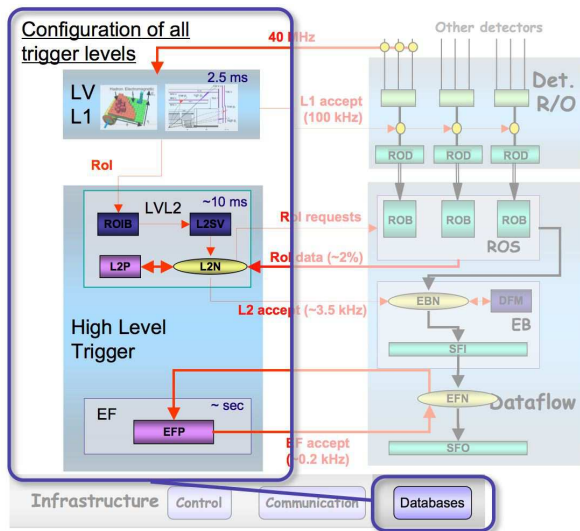 Configuration of all
trigger levels
40 MHz
Other detectors
LV
L1
2.5 ms
Det.
R/O
L1 accept
(100 kHz)
ROD
ROD
ROD
RoI
LVL2
~10 ms
ROIB
L2SV
RoI requests
ROB
ROB
ROB
ROS
L2P
L2N
RoI data (~2%)
L2 accept (~3.5 kHz)
EBN
DFM
EB
High Level
Trigger
SFI
EF
~ sec
EFP
EFN
Dataflow
EF accept
(~0.2 kHz)
SFO
Infrastructure
Control
Communication
Databases